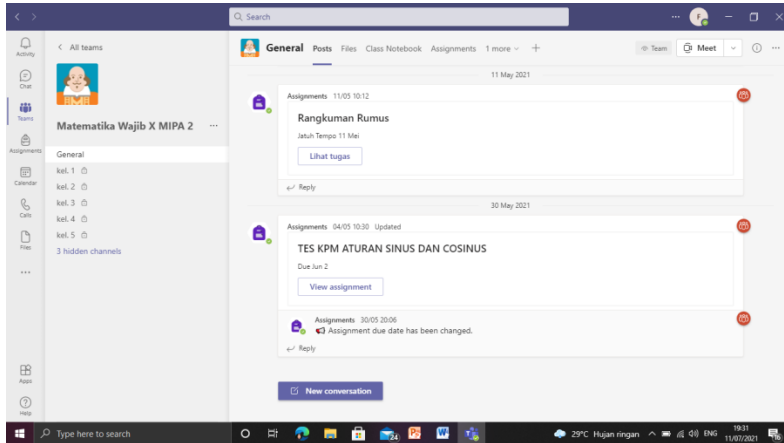 Search
F
Activity
Chat
Teams
Assignments
Calendar
Calls
Files
Apps
Help
All teams
Matematika Wajib X MIPA 2
General
kel. 1
kel. 2
kel. 3
kel. 4
kel. 5
3 hidden channels
General Posts Files Class Notebook Assignments 1 more
Team
Meet
11 May 2021
Assignments 11/05 10:12
Rangkuman Rumus
Jatuh Tempo 11 Mei
Lihat tugas
Reply
30 May 2021
Assignments 04/05 10:30 Updated
TES KPM ATURAN SINUS DAN COSINUS
Due Jun 2
View assignment
Assignments 30/05 20:06
Assignment due date has been changed.
Reply
New conversation
Type here to search
24
29°C Hujan ringan
ENG
19:31
11/07/2021